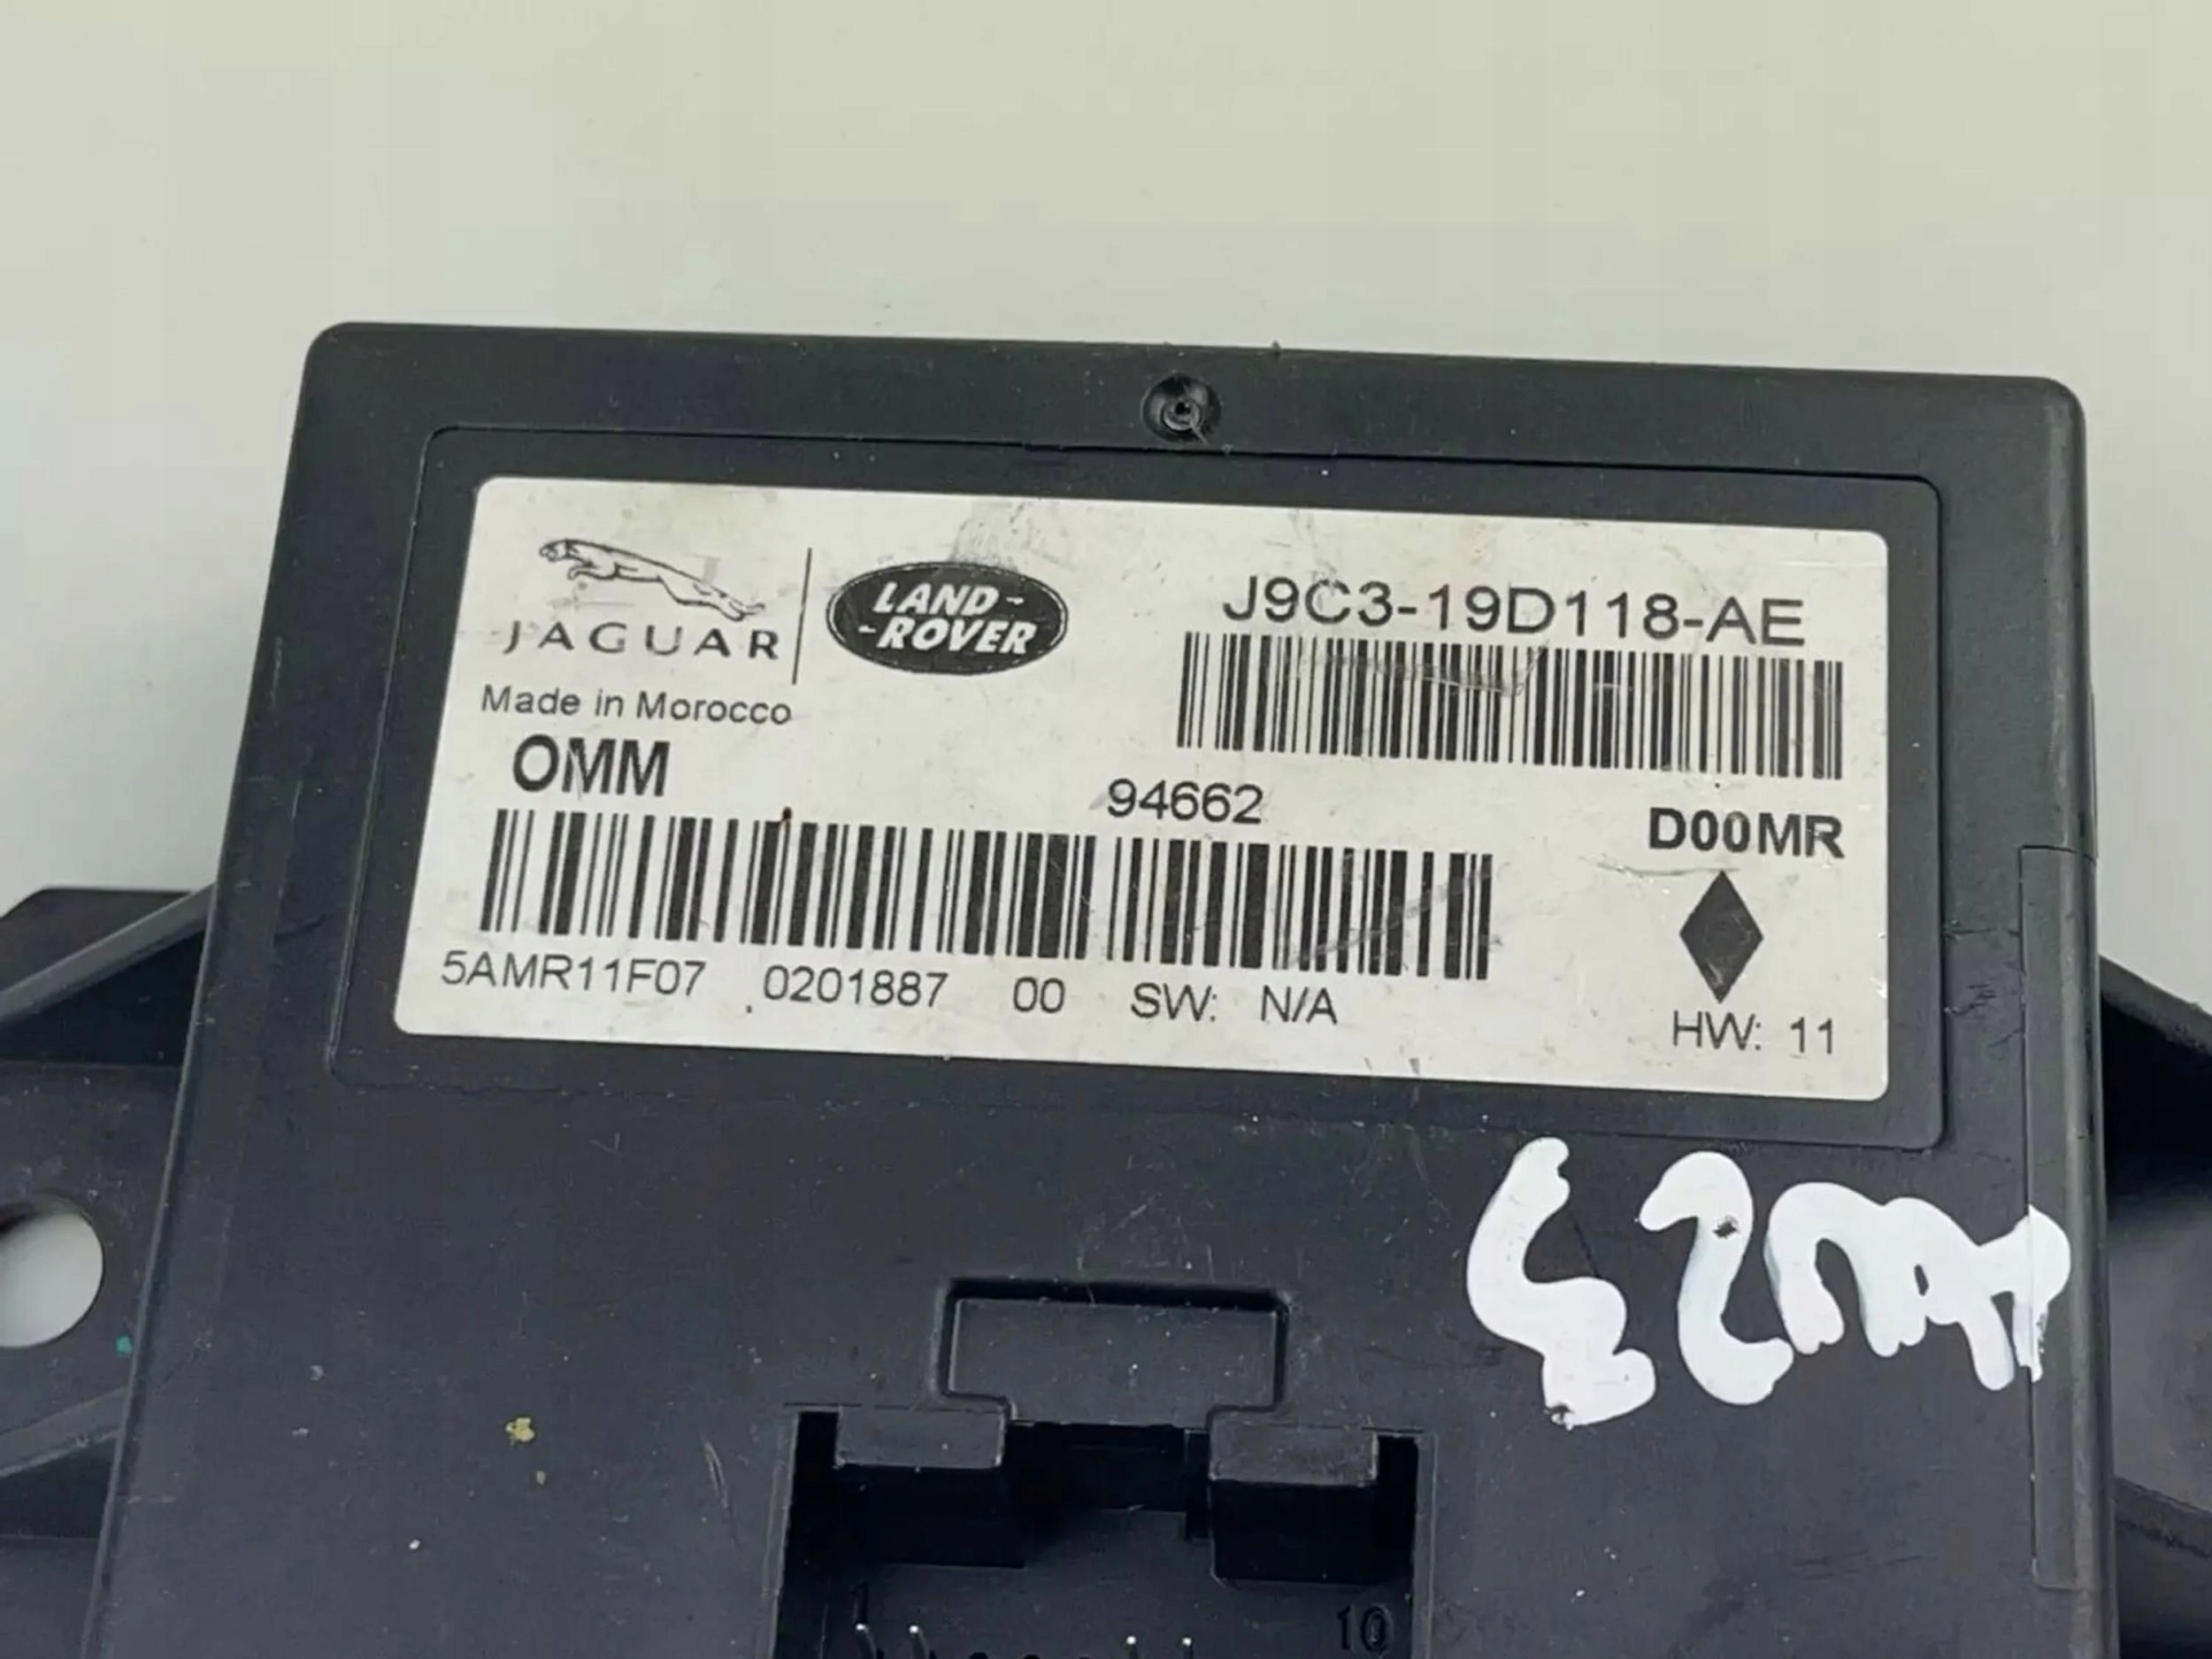 JAGUAR
LAND-
-ROVER
J9C3-19D118-AE
Made in Morocco
OMM
94662
D00MR
5AMR11F07 0201887 00 SW: N/A
HW: 11
10